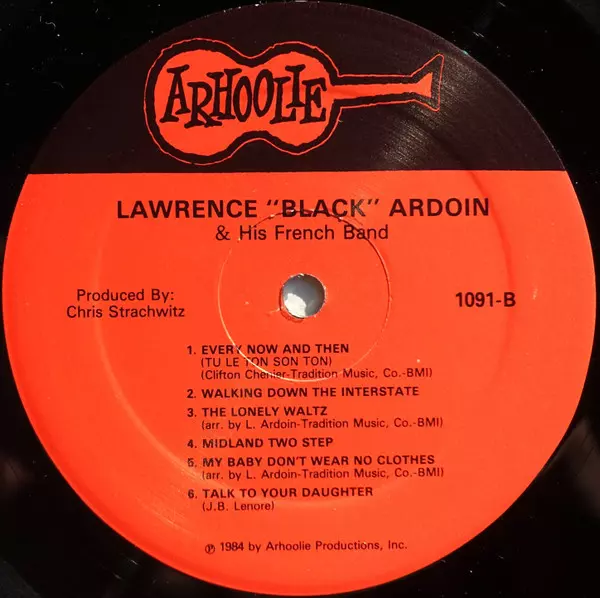 ARHOOLIE
LAWRENCE "BLACK" ARDOIN
& His French Band
Produced By:
Chris Strachwitz
1091-B
1. EVERY NOW AND THEN
(TU LE TON SON TON)
(Clifton Chenier-Tradition Music, Co.-BMI)
2. WALKING DOWN THE INTERSTATE
3. THE LONELY WALTZ
(arr. by L. Ardoin-Tradition Music, Co.-BMI)
4. MIDLAND TWO STEP
5. MY BABY DON'T WEAR NO CLOTHES
(arr. by L. Ardoin-Tradition Music, Co.-BMI)
6. TALK TO YOUR DAUGHTER
(J.B. Lenore)
℗ 1984 by Arhoolie Productions, Inc.